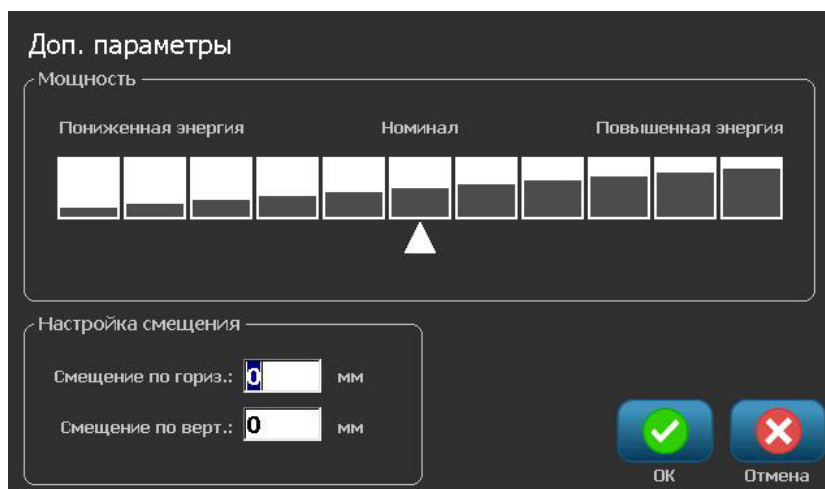 Доп. параметры
Мощность
Пониженная энергия Номинал Повышенная энергия
Настройка смещения
Смещение по гориз.: 0 мм
Смещение по верт.: 0 мм
ОК Отмена